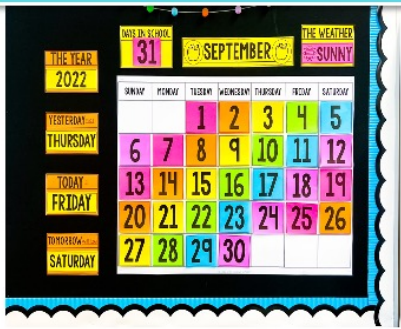 DAYS IN SCHOOL
31
SEPTEMBER
THE WEATHER
SUNNY
THE YEAR
2022
YESTERDAY
THURSDAY
TODAY
FRIDAY
TOMORROW
SATURDAY
SUNDAY MONDAY TUESDAY WEDNESDAY THURSDAY FRIDAY SATURDAY
1 2 3 4 5
6 7 8 9 10 11 12
13 14 15 16 17 18 19
20 21 22 23 24 25 26
27 28 29 30